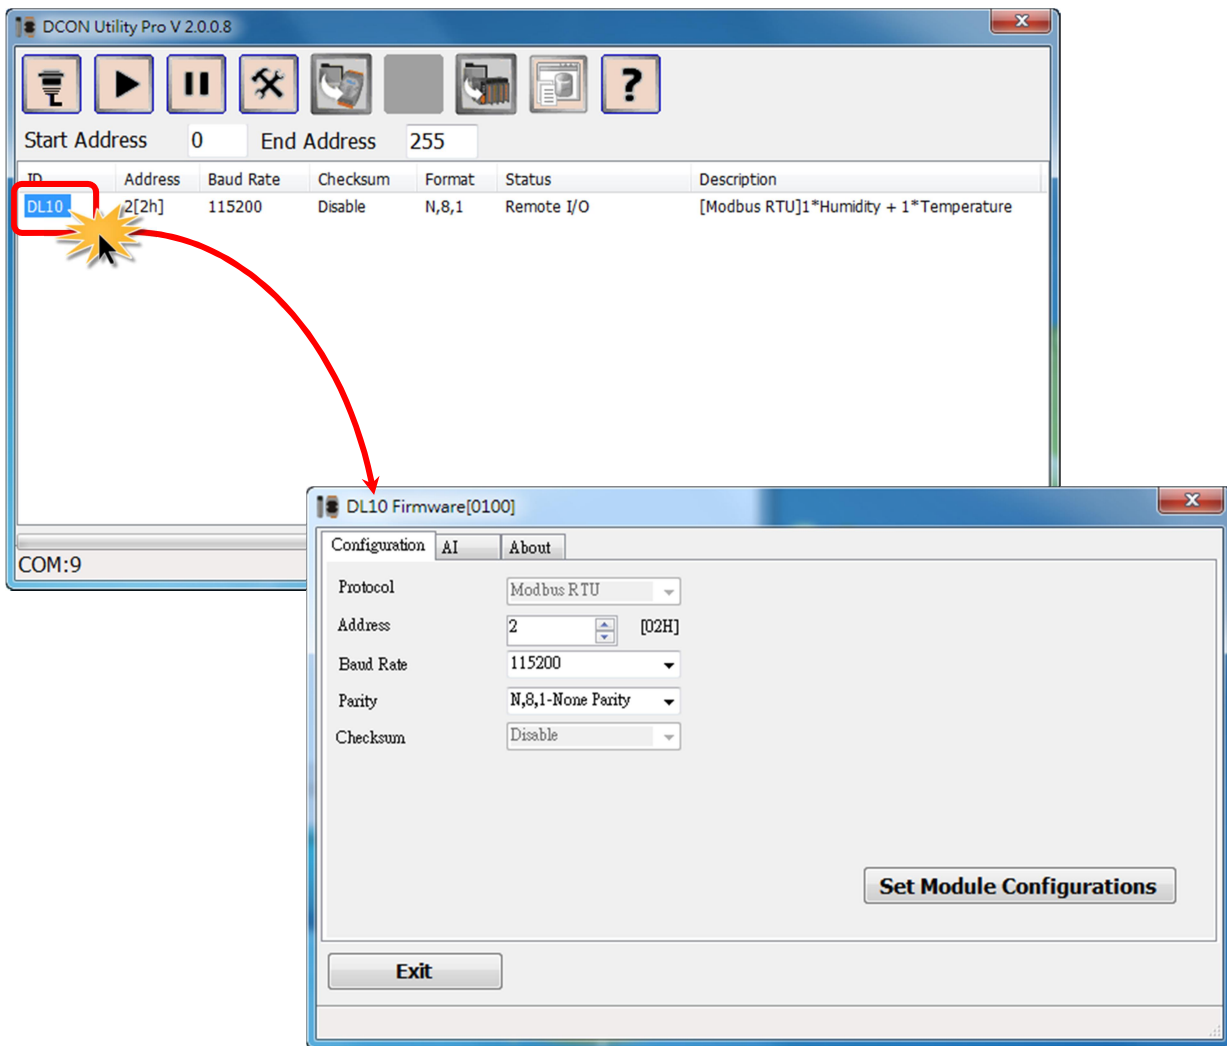 DCON Utility Pro V 2.0.0.8
Start Address 0 End Address 255
ID Address Baud Rate Checksum Format Status Description
DL10 2[2h] 115200 Disable N,8,1 Remote I/O [Modbus RTU]1*Humidity + 1*Temperature
COM:9
DL10 Firmware[0100]
Configuration AI About
Protocol Modbus RTU
Address 2 [02H]
Baud Rate 115200
Parity N,8,1-None Parity
Checksum Disable
Set Module Configurations
Exit